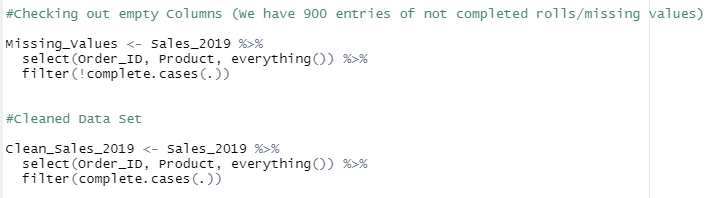 #Checking out empty Columns (We have 900 entries of not completed rolls/missing values)
Missing_Values <- Sales_2019 %>%
  select(Order_ID, Product, everything()) %>%
  filter(!complete.cases(.))
#Cleaned Data Set
Clean_Sales_2019 <- Sales_2019 %>%
  select(Order_ID, Product, everything()) %>%
  filter(complete.cases(.))